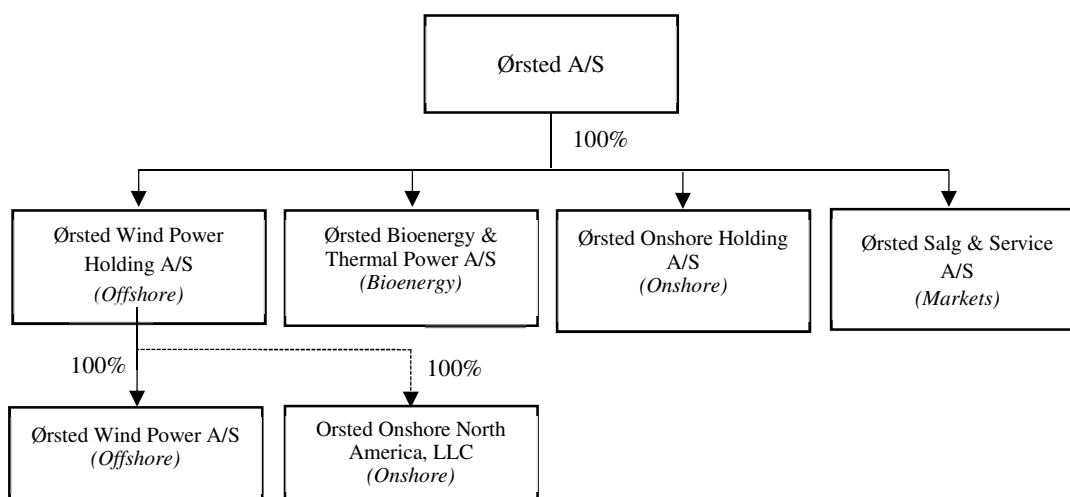 Ørsted A/S
100%
Ørsted Wind Power
Holding A/S
(Offshore)
Ørsted Bioenergy &
Thermal Power A/S
(Bioenergy)
Ørsted Onshore Holding
A/S
(Onshore)
Ørsted Salg & Service
A/S
(Markets)
100%
100%
Ørsted Wind Power A/S
(Offshore)
Orsted Onshore North
America, LLC
(Onshore)